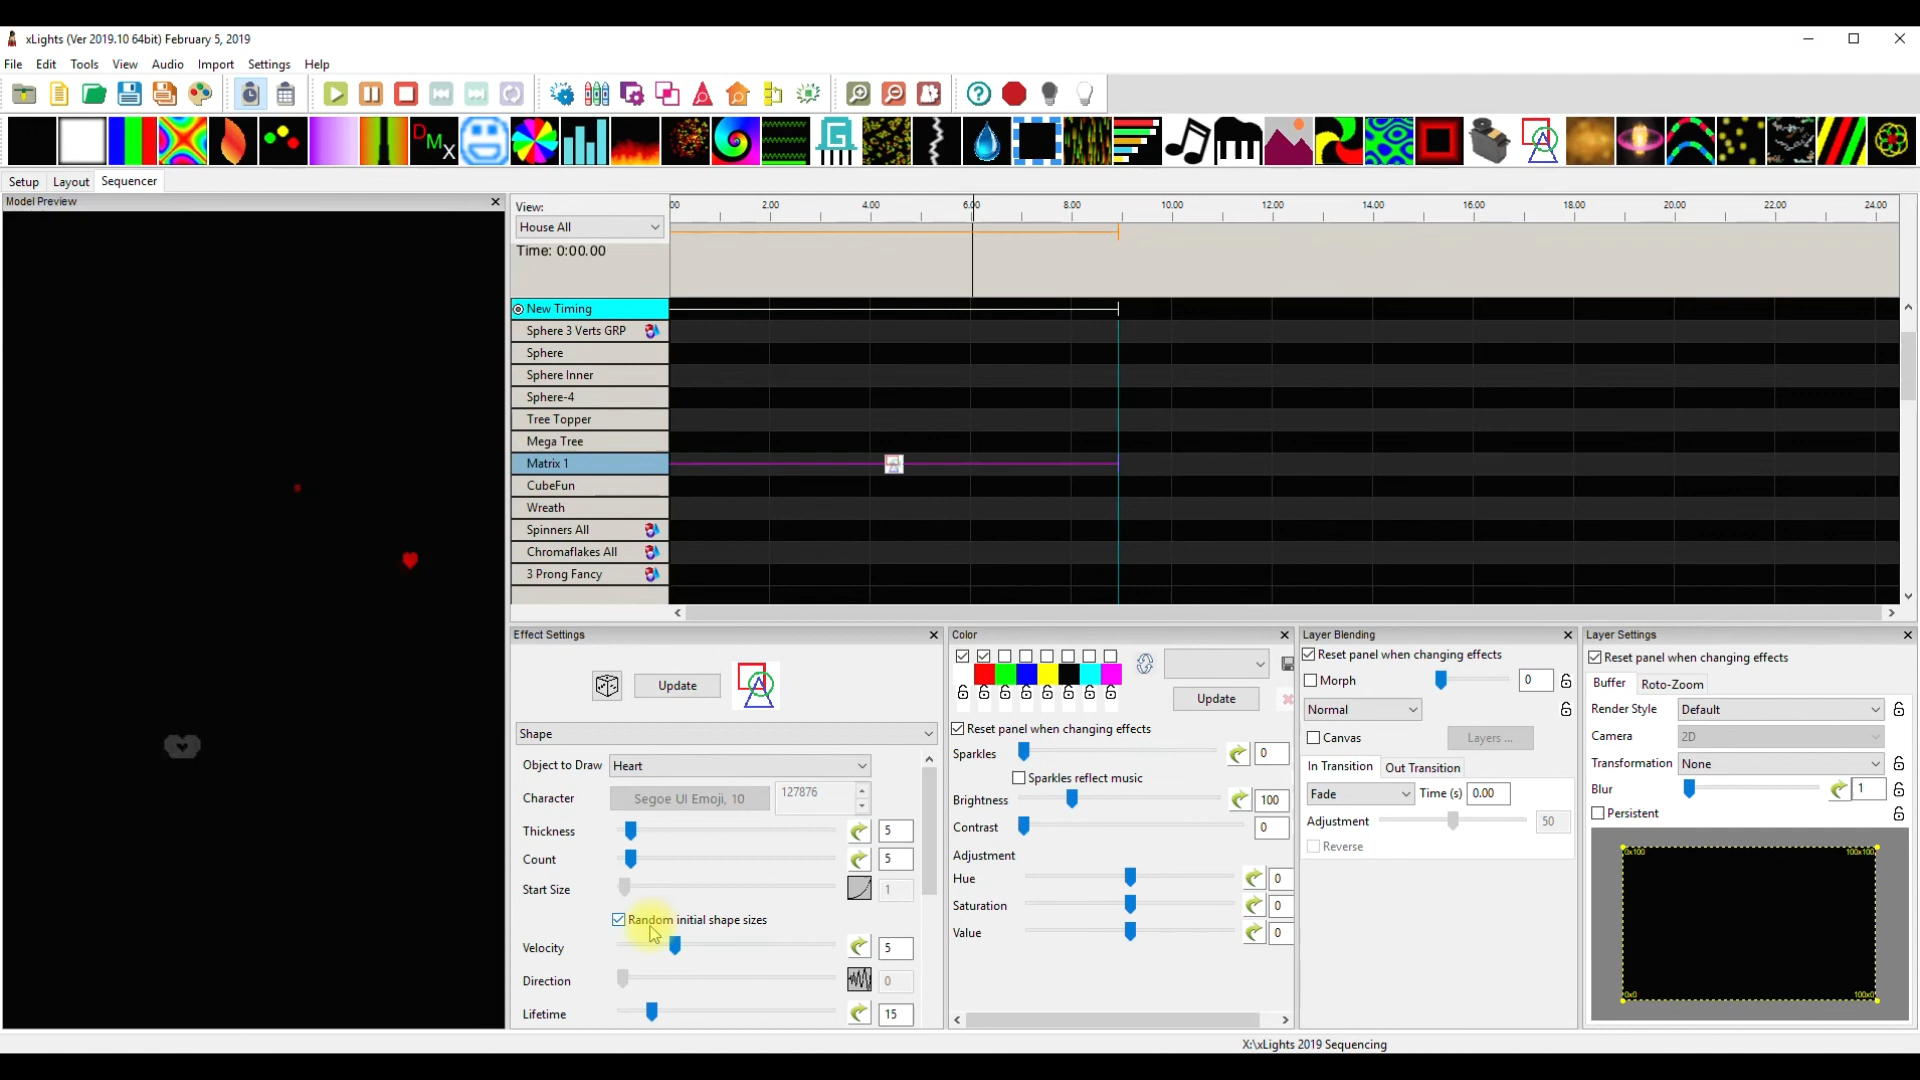 xLights (Ver 2019.10 64bit) February 5, 2019
File Edit Tools View Audio Import Settings Help
DMX
Setup Layout Sequencer
Model Preview
View:
House All
Time: 0:00.00
00 2.00 4.00 6.00 8.00 10.00 12.00 14.00 16.00 18.00 20.00 22.00 24.00
New Timing
Sphere 3 Verts GRP
Sphere
Sphere Inner
Sphere-4
Tree Topper
Mega Tree
Matrix 1
CubeFun
Wreath
Spinners All
Chromaflakes All
3 Prong Fancy
Effect Settings
Update
Shape
Object to Draw Heart
Character Segoe UI Emoji, 10 127876
Thickness 5
Count 5
Start Size 1
Random initial shape sizes
Velocity 5
Direction 0
Lifetime 15
Color
Update
Reset panel when changing effects
Sparkles 0
Sparkles reflect music
Brightness 100
Contrast 0
Adjustment
Hue 0
Saturation 0
Value 0
Layer Blending
Reset panel when changing effects
Morph 0
Normal
Canvas Layers ...
In Transition Out Transition
Fade Time (s) 0.00
Adjustment 50
Reverse
Layer Settings
Reset panel when changing effects
Buffer Roto-Zoom
Render Style Default
Camera 2D
Transformation None
Blur 1
Persistent
0x100 100x100
0x0 100x0
X:\xLights 2019 Sequencing